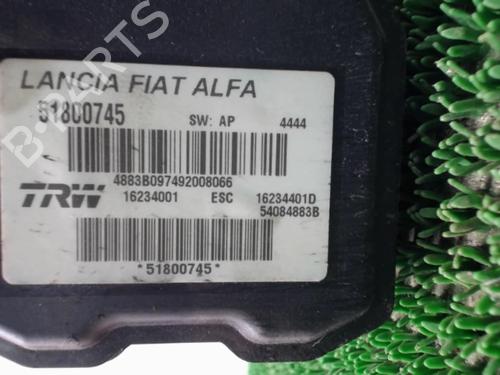 LANCIA FIAT ALFA
51800745 SW: AP 4444
4883B097492008066
TRW 16234001 ESC 16234401D
54084883B
*51800745*
B-PARTS